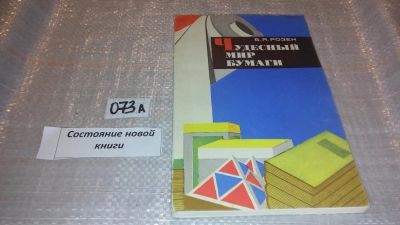 Б.Я.РОЗЕН
ЧУДЕСНЫЙ
МИР
БУМАГИ
073А
Состояние новой
книги